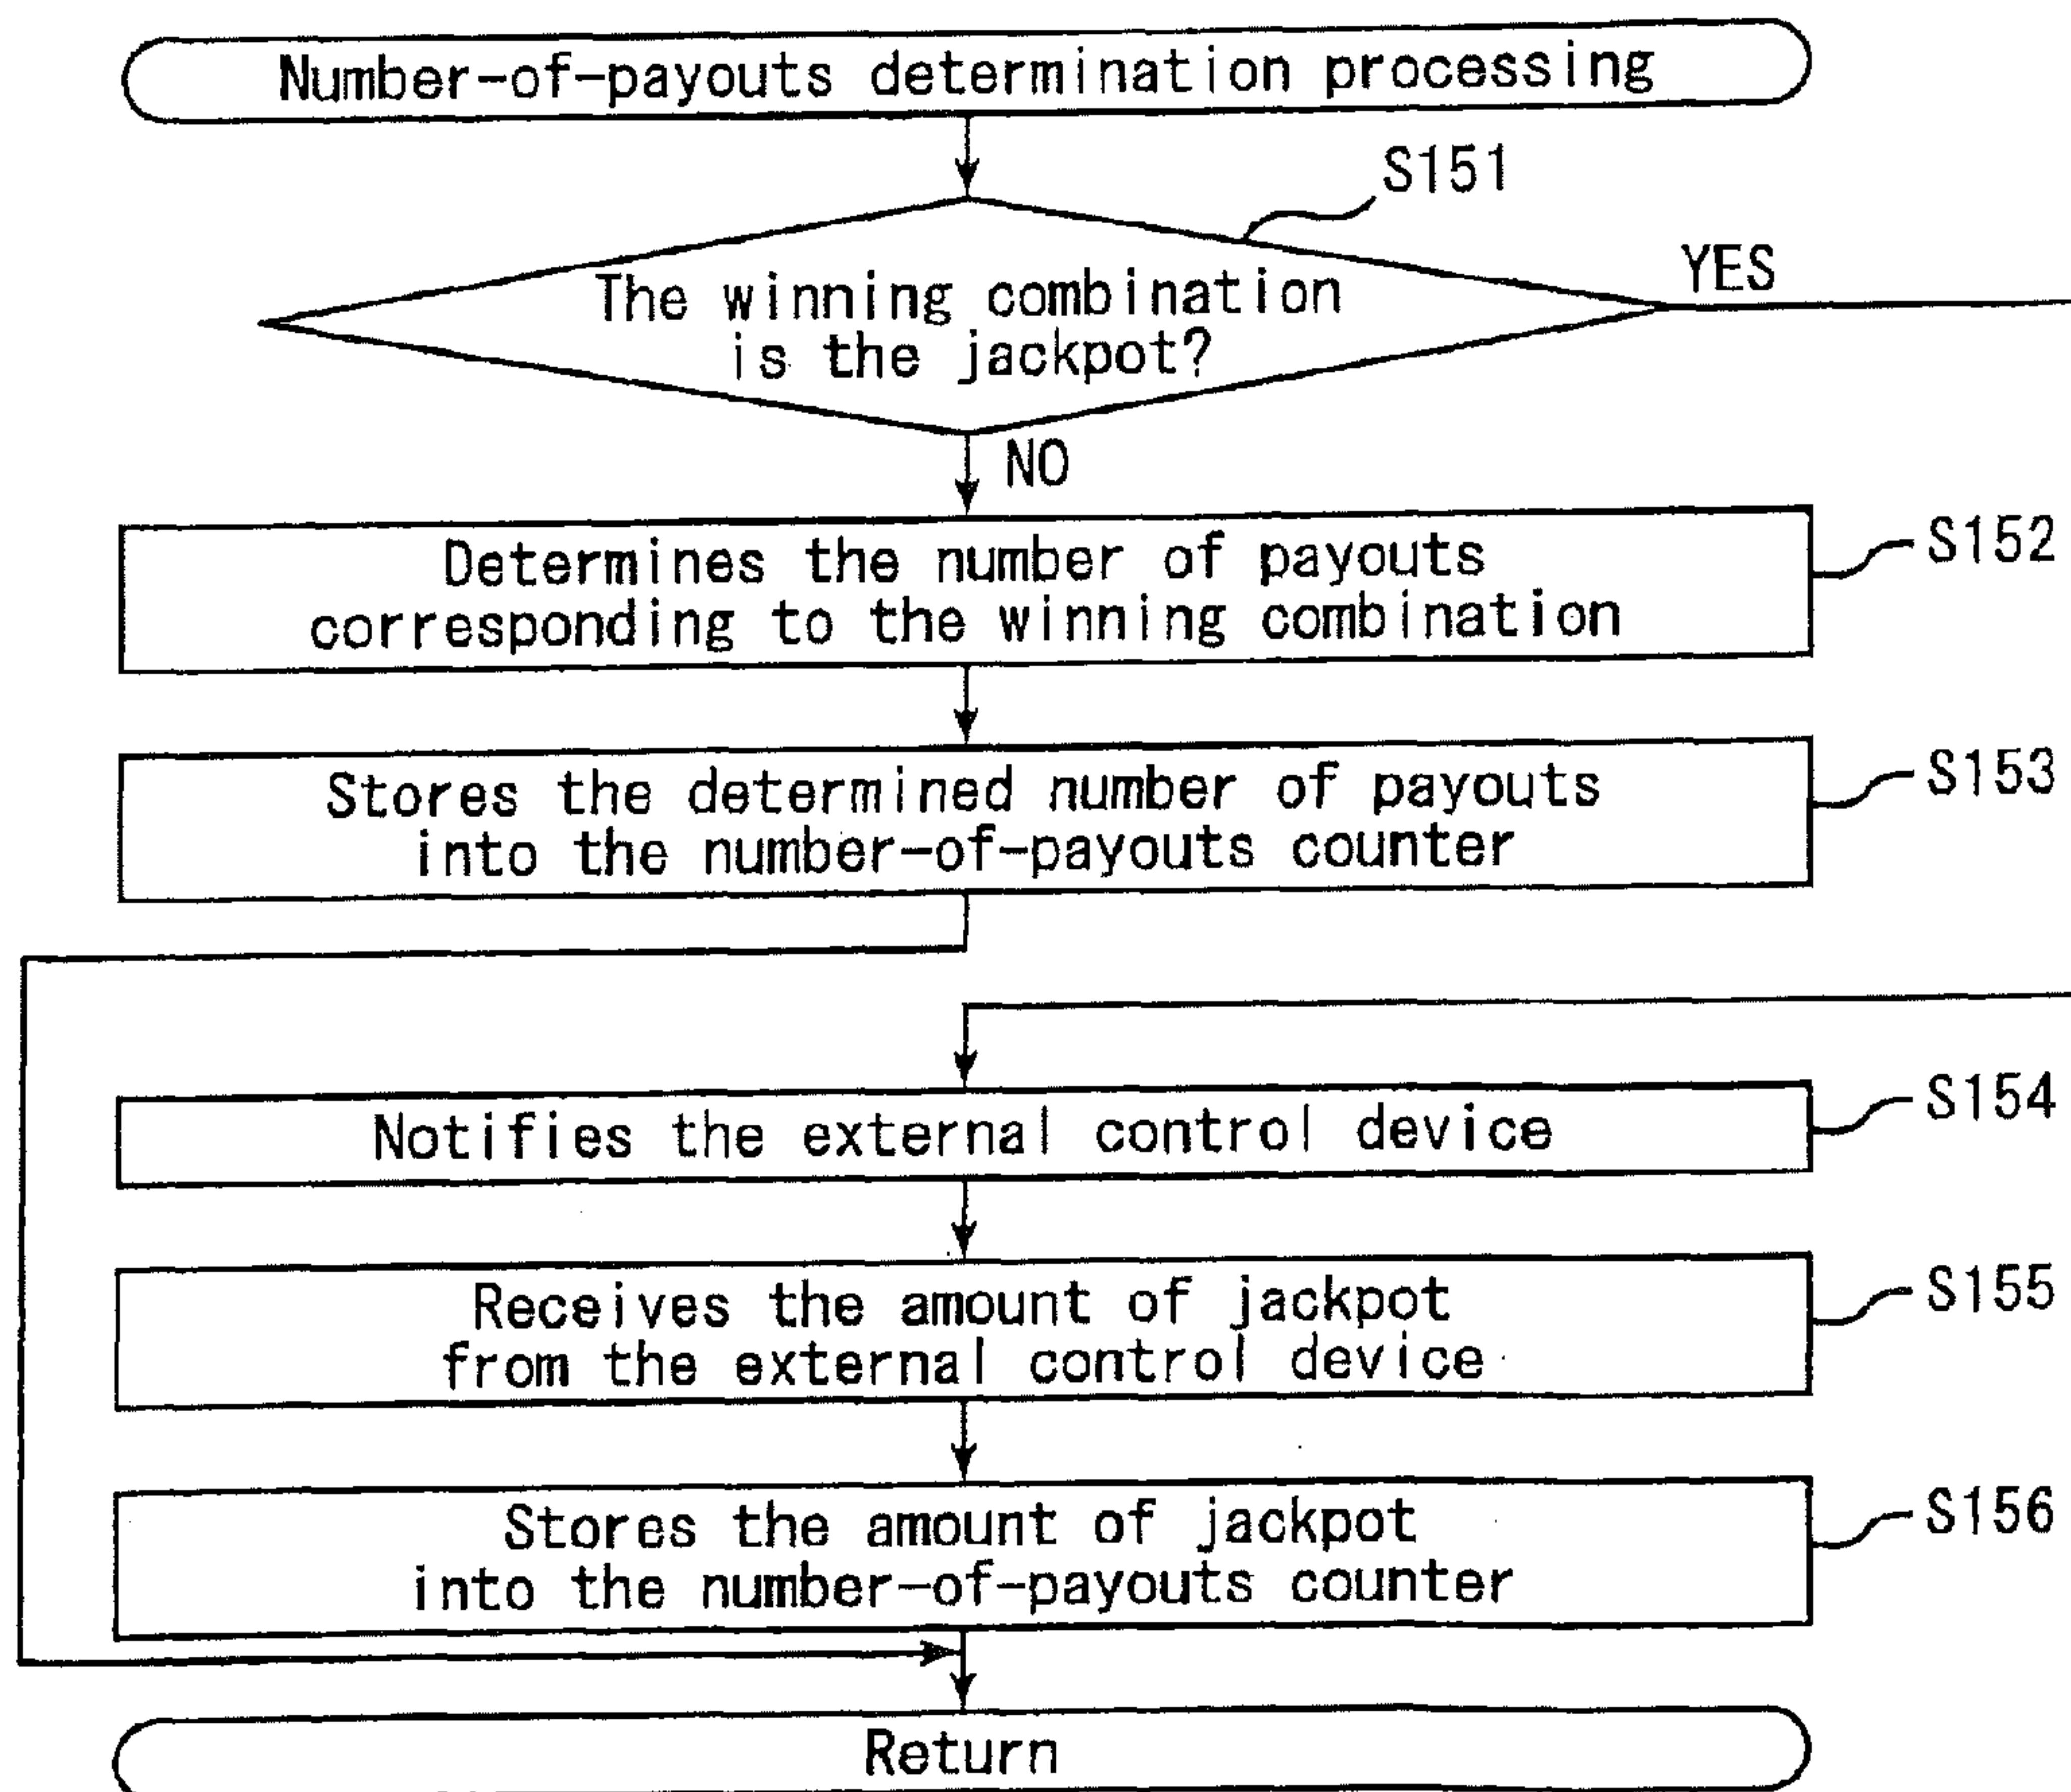 Number-of-payouts determination processing
S151
The winning combination
is the jackpot?
YES
NO
Determines the number of payouts
corresponding to the winning combination
S152
Stores the determined number of payouts
into the number-of-payouts counter
S153
Notifies the external control device
S154
Receives the amount of jackpot
from the external control device
S155
Stores the amount of jackpot
into the number-of-payouts counter
S156
Return